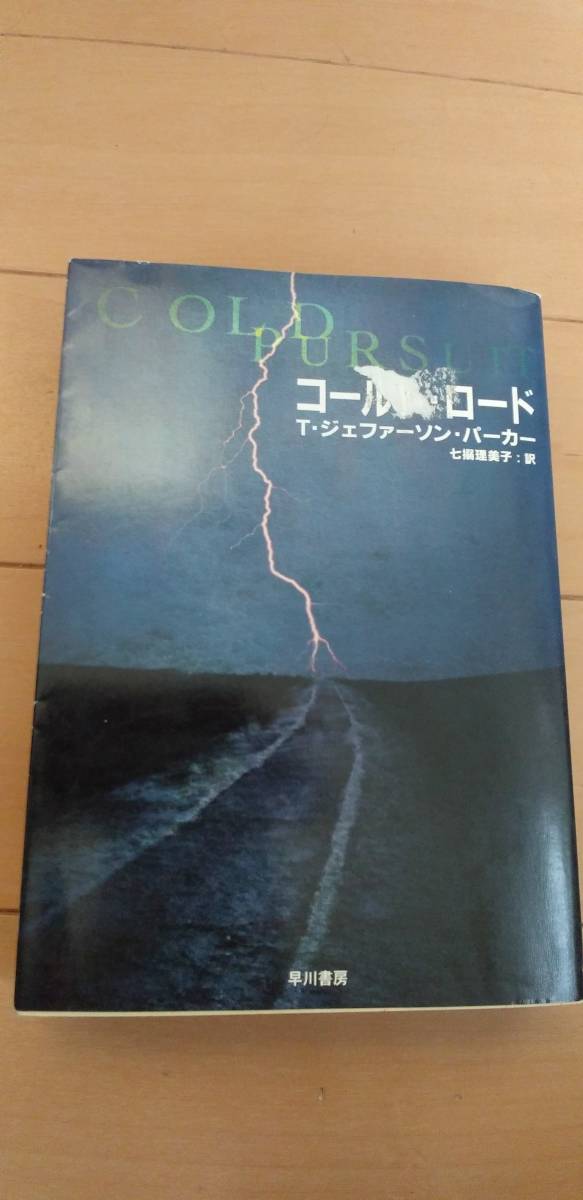 COLD
PURSUIT
コール・ロード
T・ジェファーソン・パーカー
七搦理美子:訳
早川書房